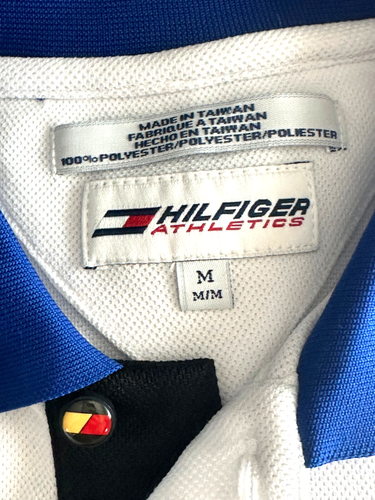 MADE IN TAIWAN
FABRIQUE A TAIWAN
HECHO EN TAIWAN
100% POLYESTER/POLYESTER/POLIESTER
HILFIGER
ATHLETICS
M
M/M